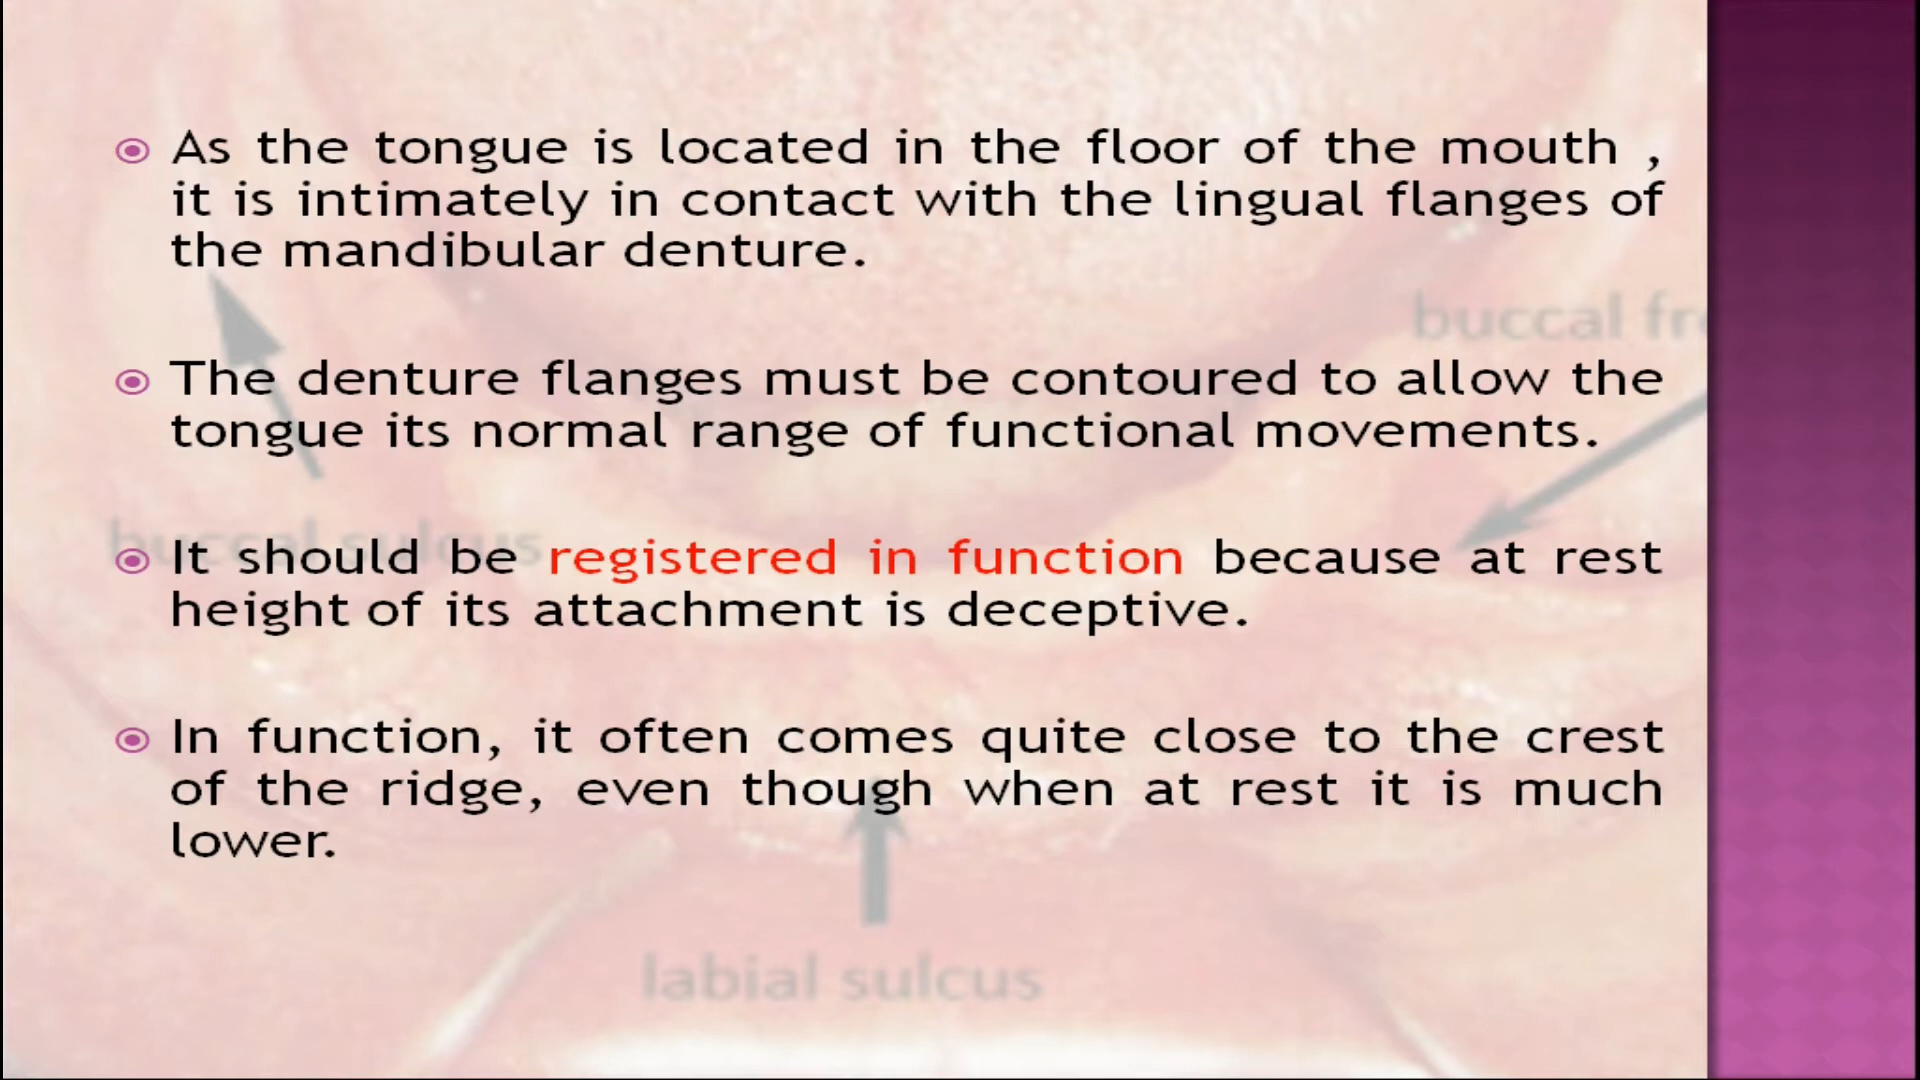 As the tongue is located in the floor of the mouth ,
it is intimately in contact with the lingual flanges of
the mandibular denture.
buccal
The denture flanges must be contoured to allow the
tongue its normal range of functional movements.
buccal sulcus
It should be registered in function because at rest
height of its attachment is deceptive.
In function, it often comes quite close to the crest
of the ridge, even though when at rest it is much
lower.
labial sulcus